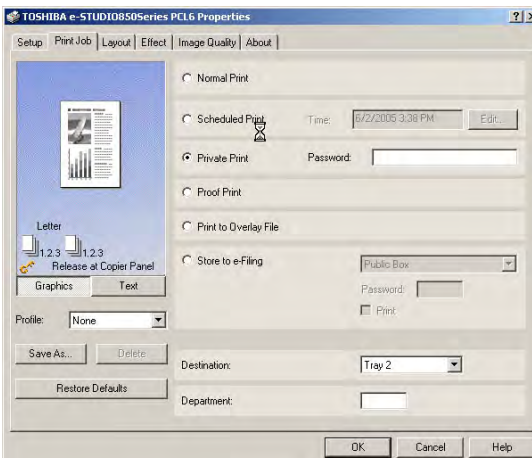 TOSHIBA e-STUDIO850Series PCL6 Properties
Setup Print Job Layout Effect Image Quality About
Normal Print
Scheduled Print Time: 6/2/2005 3:38 PM Edit...
Private Print Password:
Proof Print
Print to Overlay File
Store to e-Filing Public Box
Password:
Print
Letter
1.2.3 1.2.3
Release at Copier Panel
Graphics Text
Profile: None
Save As... Delete
Restore Defaults
Destination: Tray 2
Department:
OK Cancel Help